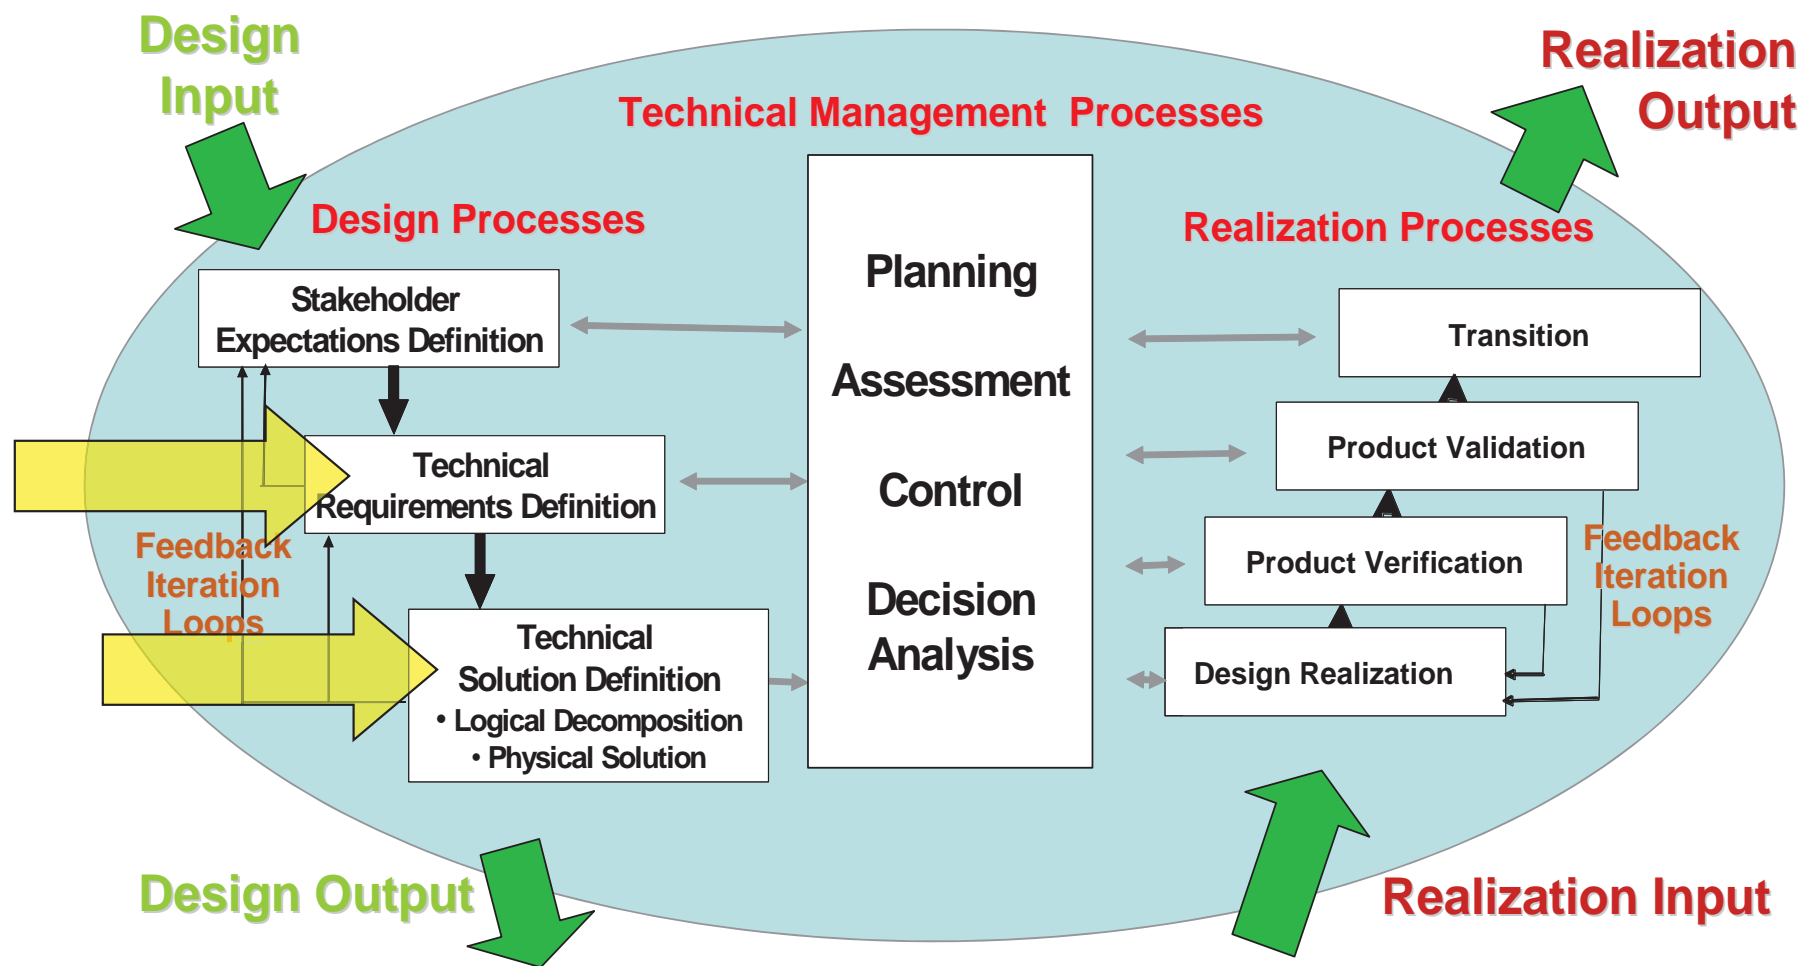 Design
Input
Realization
Output
Technical Management Processes
Design Processes
Realization Processes
Stakeholder
Expectations Definition
Technical
Requirements Definition
Feedback
Iteration
Loops
Technical
Solution Definition
• Logical Decomposition
• Physical Solution
Planning
Assessment
Control
Decision
Analysis
Transition
Product Validation
Product Verification
Design Realization
Feedback
Iteration
Loops
Design Output
Realization Input